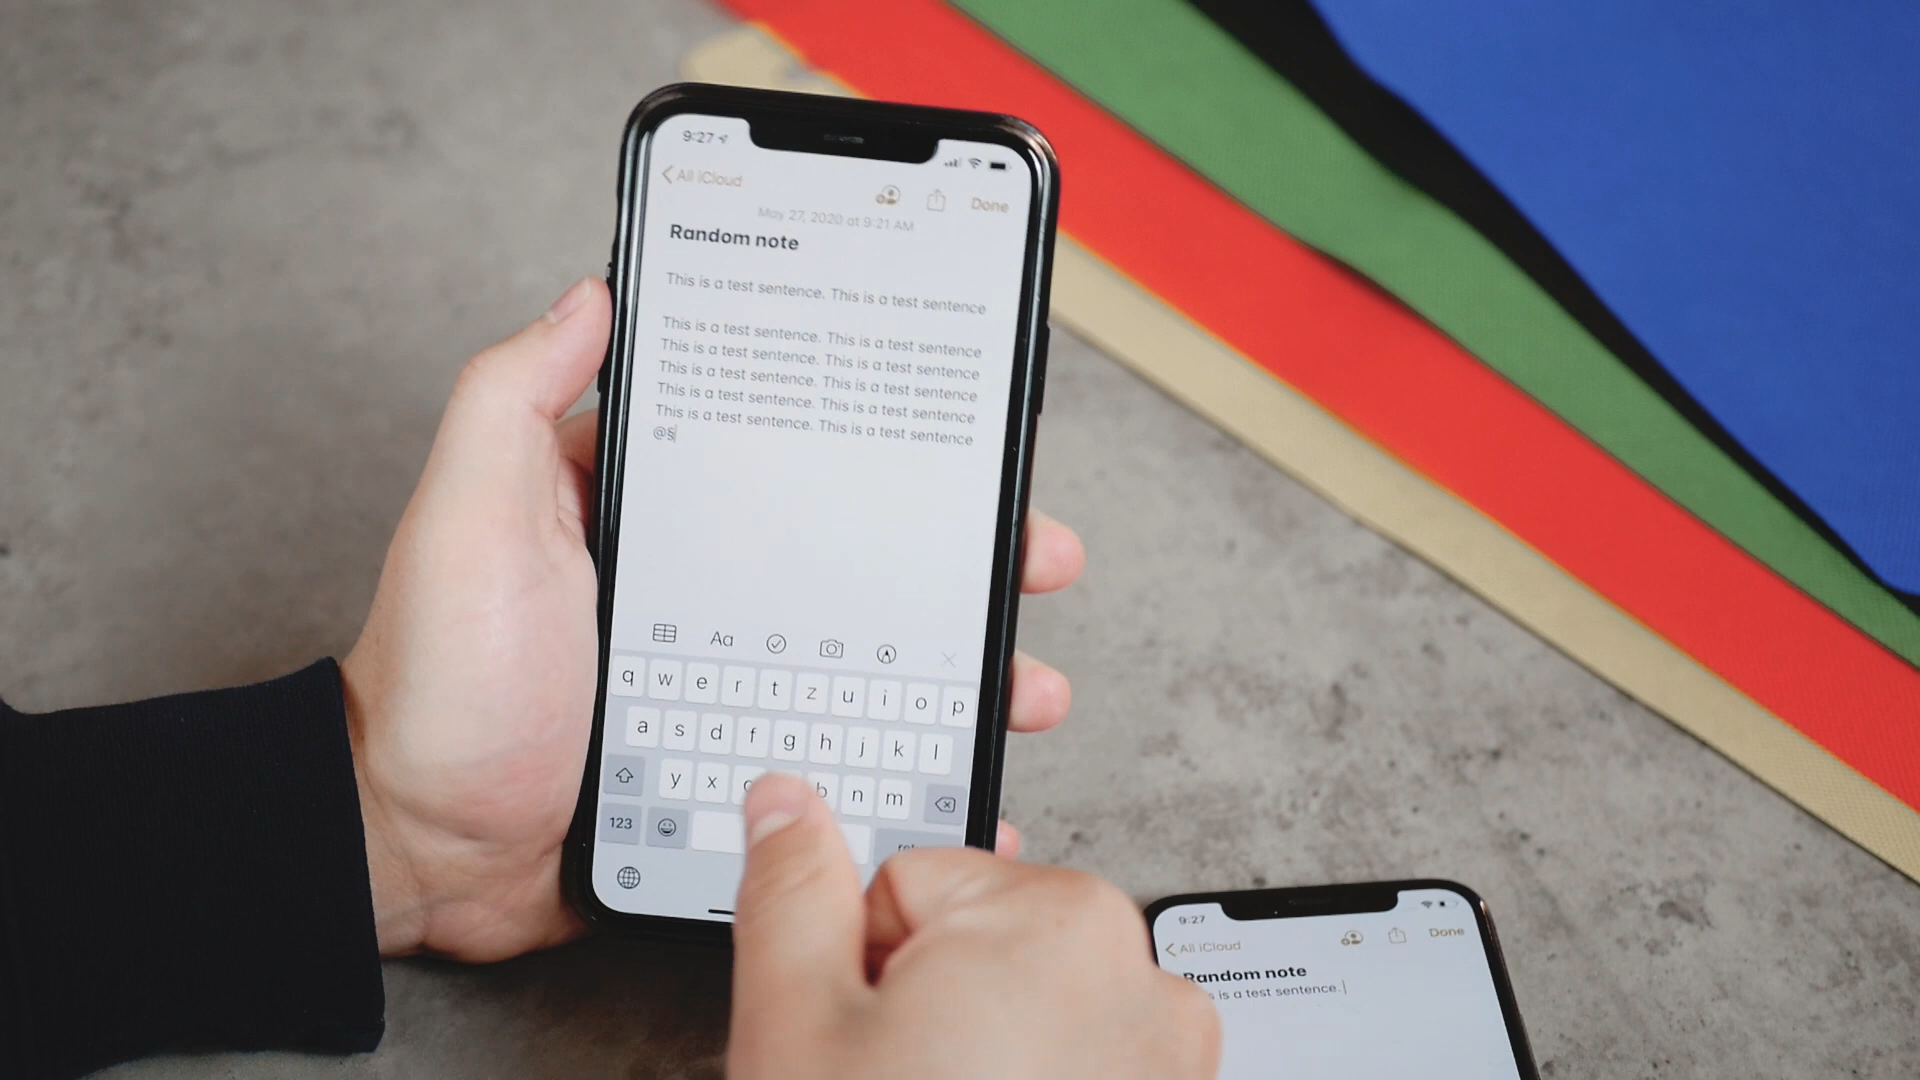 9:27
All iCloud
Done
May 27, 2020 at 9:21 AM
Random note
This is a test sentence. This is a test sentence
This is a test sentence. This is a test sentence
This is a test sentence. This is a test sentence
This is a test sentence. This is a test sentence
This is a test sentence. This is a test sentence
This is a test sentence. This is a test sentence
@§
Aa
q w e r t z u i o p
a s d f g h j k l
y x c b n m
123
9:27
All iCloud
Done
Random note
is a test sentence.